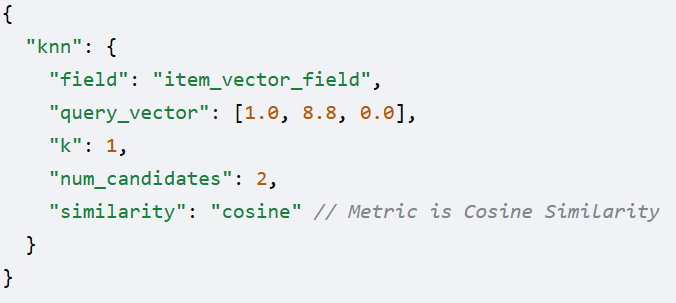 {
  "knn": {
    "field": "item_vector_field",
    "query_vector": [1.0, 8.8, 0.0],
    "k": 1,
    "num_candidates": 2,
    "similarity": "cosine" // Metric is Cosine Similarity
  }
}